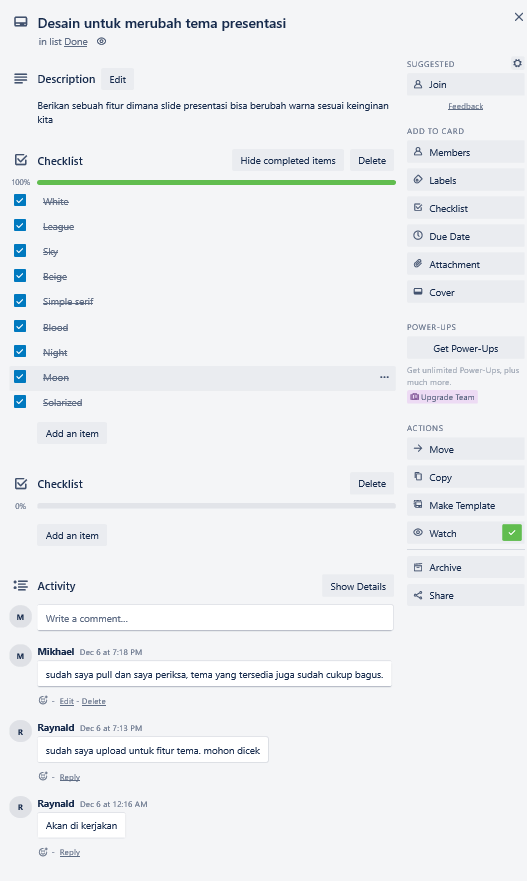 Desain untuk merubah tema presentasi
in list Done
Description Edit
Berikan sebuah fitur dimana slide presentasi bisa berubah warna sesuai keinginan
kita
Checklist Hide completed items Delete
100%
White
League
Sky
Beige
Simple serif
Blood
Night
Moon
Solarized
Add an item
Checklist Delete
0%
Add an item
Activity Show Details
M Write a comment...
M Mikhael Dec 6 at 7:18 PM
sudah saya pull dan saya periksa, tema yang tersedia juga sudah cukup bagus.
- Edit - Delete
R Raynald Dec 6 at 7:13 PM
sudah saya upload untuk fitur tema. mohon dicek
- Reply
R Raynald Dec 6 at 12:16 AM
Akan di kerjakan
- Reply
SUGGESTED
Join
Feedback
ADD TO CARD
Members
Labels
Checklist
Due Date
Attachment
Cover
POWER-UPS
Get Power-Ups
Get unlimited Power-Ups, plus
much more.
Upgrade Team
ACTIONS
Move
Copy
Make Template
Watch
Archive
Share